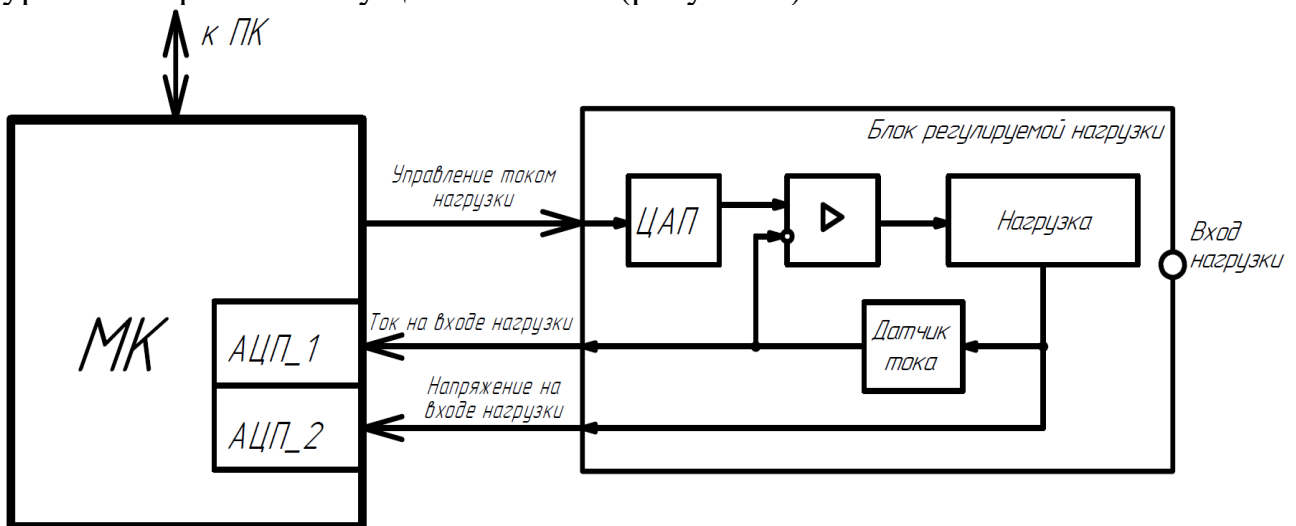 к ПК
Блок регулируемой нагрузки
Управление током
нагрузки
ЦАП
Нагрузка
Вход
нагрузки
МК
АЦП_1
Ток на входе нагрузки
Датчик
тока
АЦП_2
Напряжение на
входе нагрузки